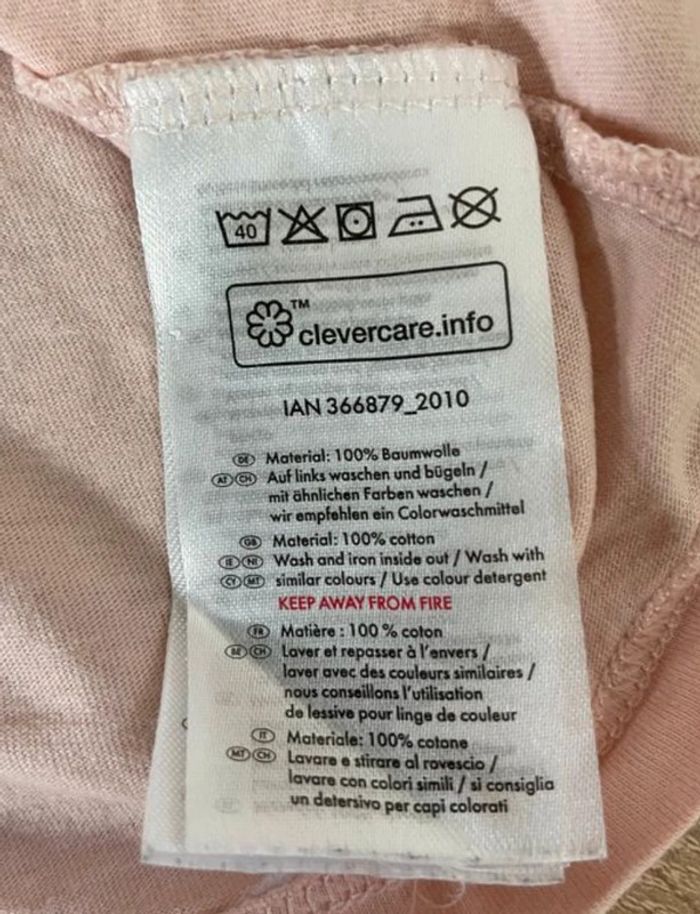 40
™
clevercare.info
IAN 366879_2010
DE Material: 100% Baumwolle
AT CH Auf links waschen und bügeln /
mit ähnlichen Farben waschen /
wir empfehlen ein Colorwaschmittel
GB Material: 100% cotton
IE NI Wash and iron inside out / Wash with
CY MT similar colours / Use colour detergent
KEEP AWAY FROM FIRE
FR Matière : 100 % coton
BE CH Laver et repasser à l'envers /
laver avec des couleurs similaires /
nous conseillons l'utilisation
de lessive pour linge de couleur
IT Materiale: 100% cotone
MT CH Lavare e stirare al rovescio /
lavare con colori simili / si consiglia
un detersivo per capi colorati